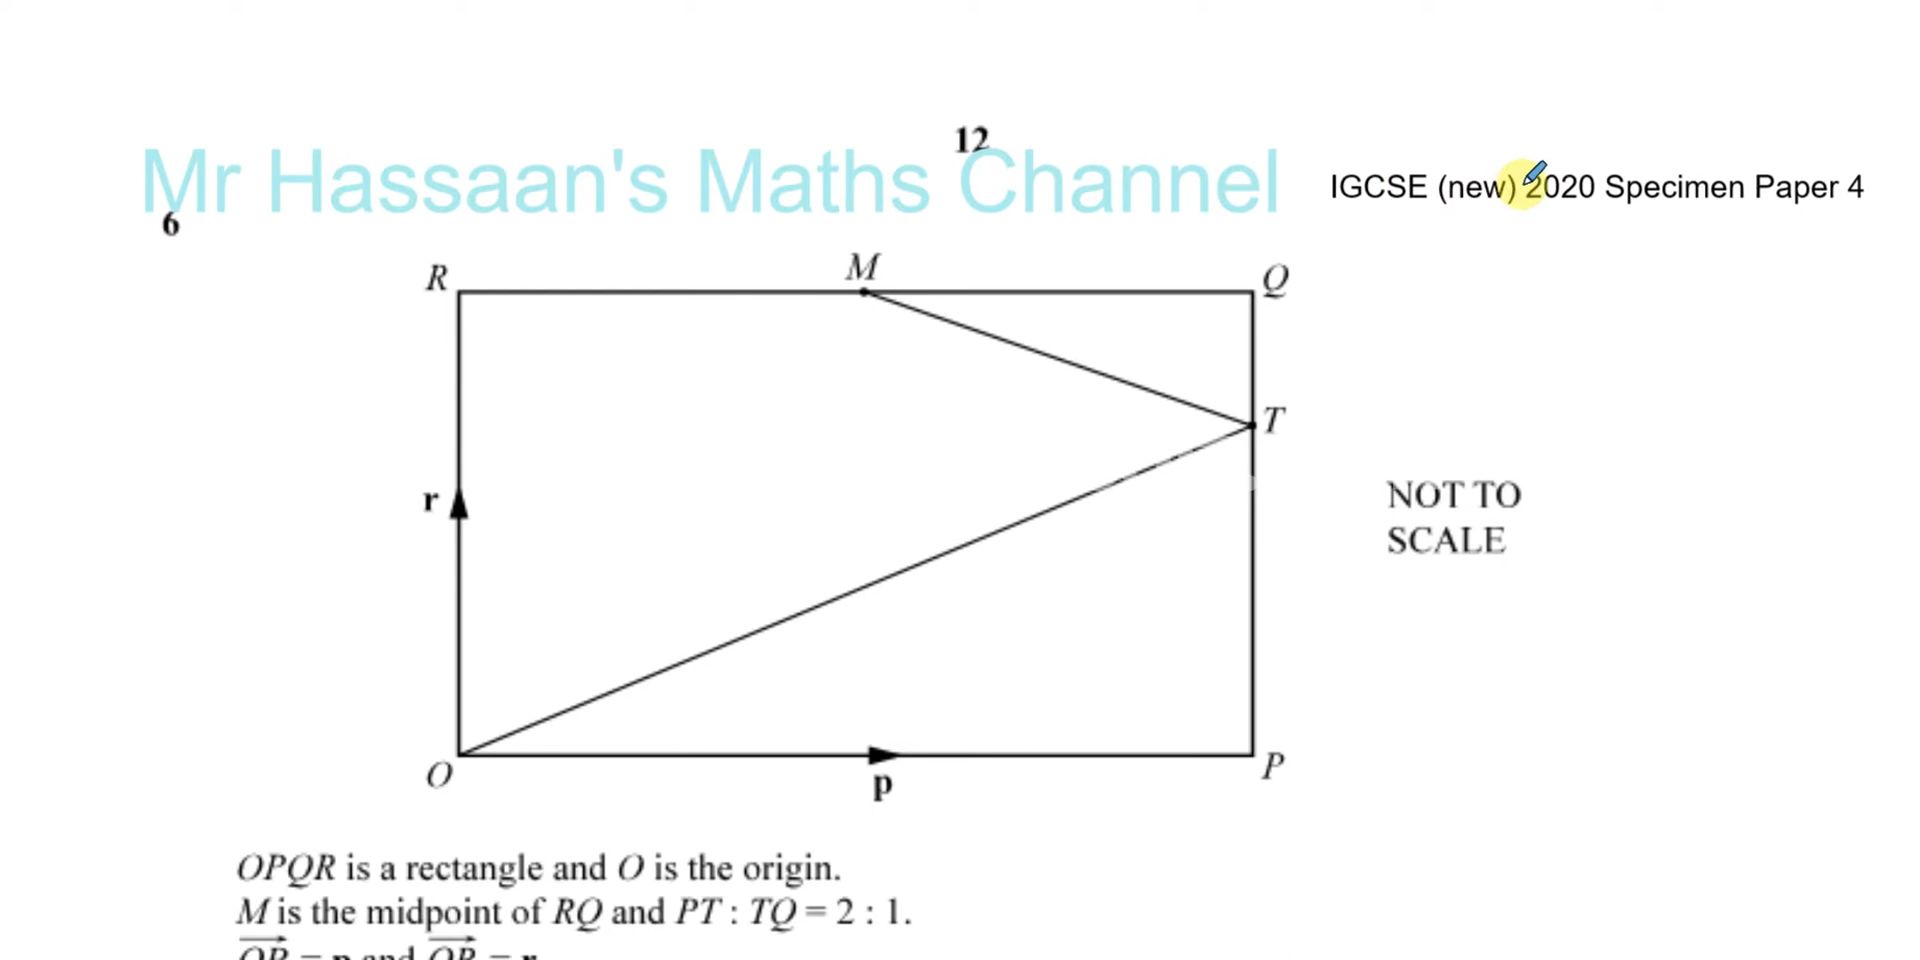 12
Mr Hassaan's Maths Channel
IGCSE (new) 2020 Specimen Paper 4
6
R
M
Q
T
r
NOT TO
SCALE
O
p
P
OPQR is a rectangle and O is the origin.
M is the midpoint of RQ and PT : TQ = 2 : 1.
= p and = r